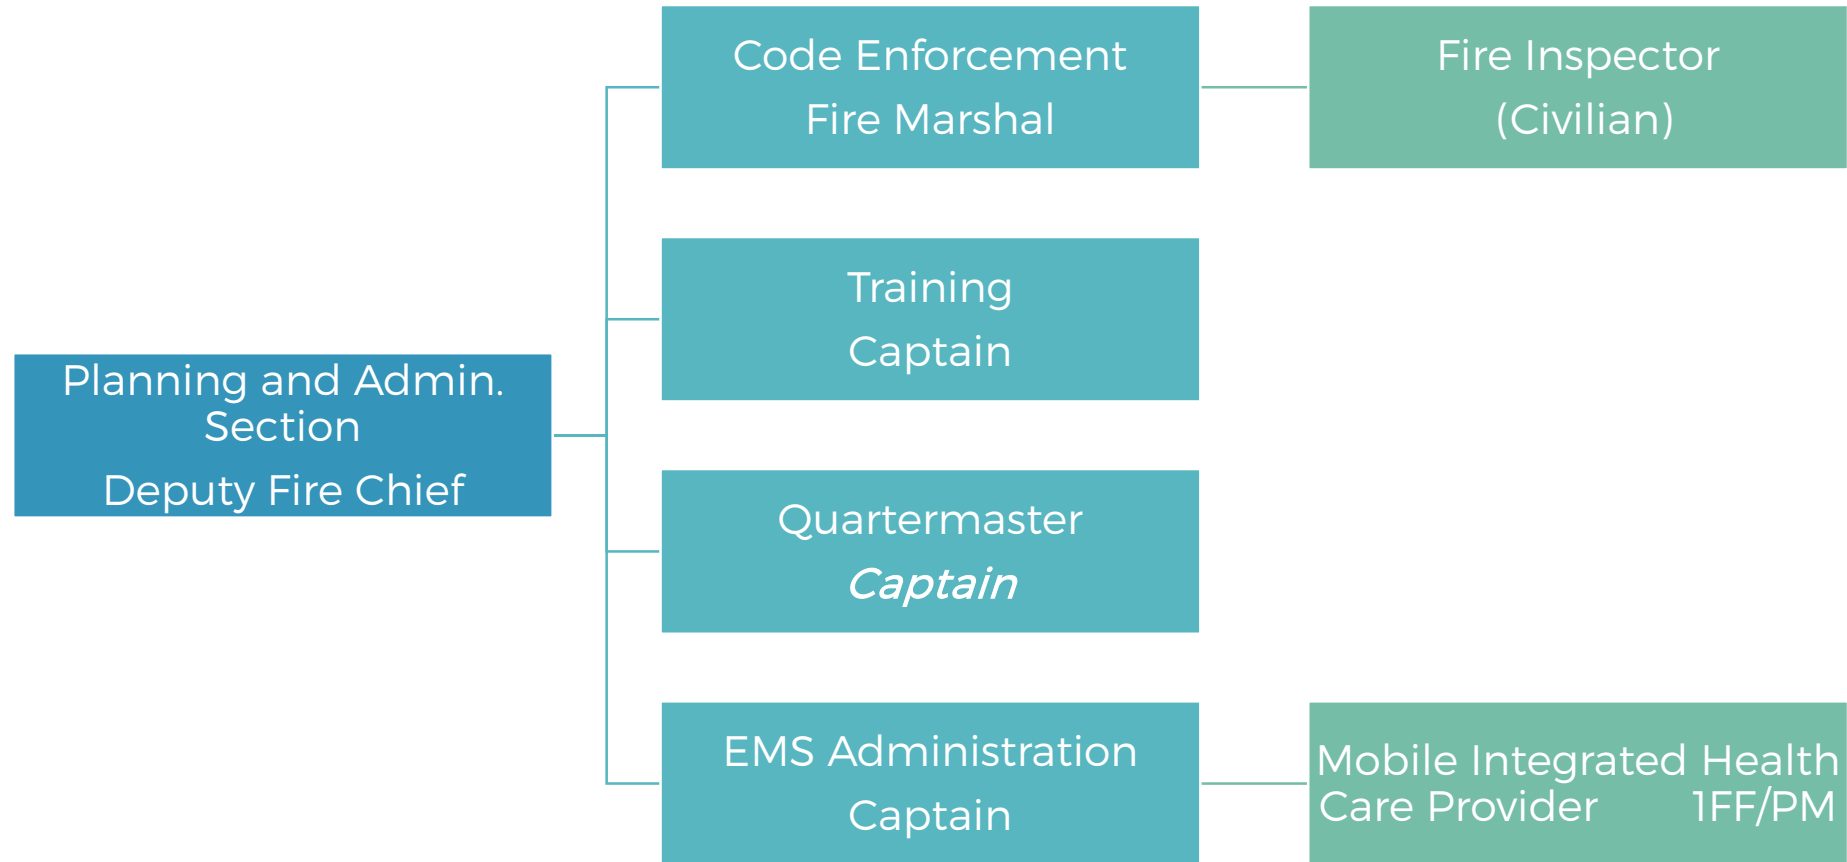 Code Enforcement
Fire Marshal
Fire Inspector
(Civilian)
Training
Captain
Planning and Admin.
Section
Deputy Fire Chief
Quartermaster
Captain
EMS Administration
Captain
Mobile Integrated Health
Care Provider 1FF/PM